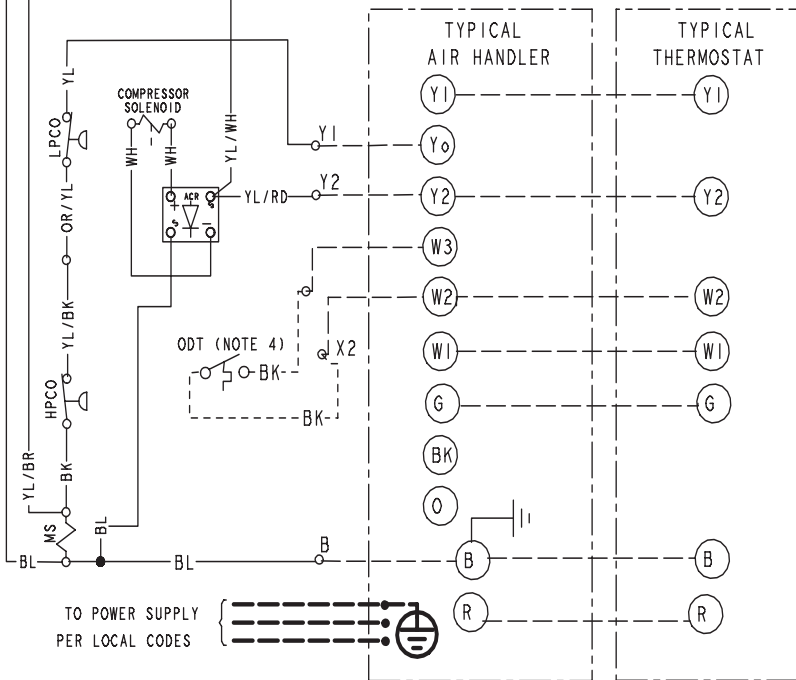 TYPICAL
AIR HANDLER
TYPICAL
THERMOSTAT
YL
COMPRESSOR
SOLENOID
LPCO
WH
WH
YL/WH
Y1
Y1
Y1
Yo
ACR
+
S
S
−
YL/RD
Y2
Y2
Y2
OR/YL
W3
W2
W2
YL/BK
ODT (NOTE 4)
BK
X2
W1
W1
HPCO
BK
G
G
BK
YL/BR
BK
O
MS
BL
BL
BL
B
B
B
TO POWER SUPPLY
PER LOCAL CODES
R
R